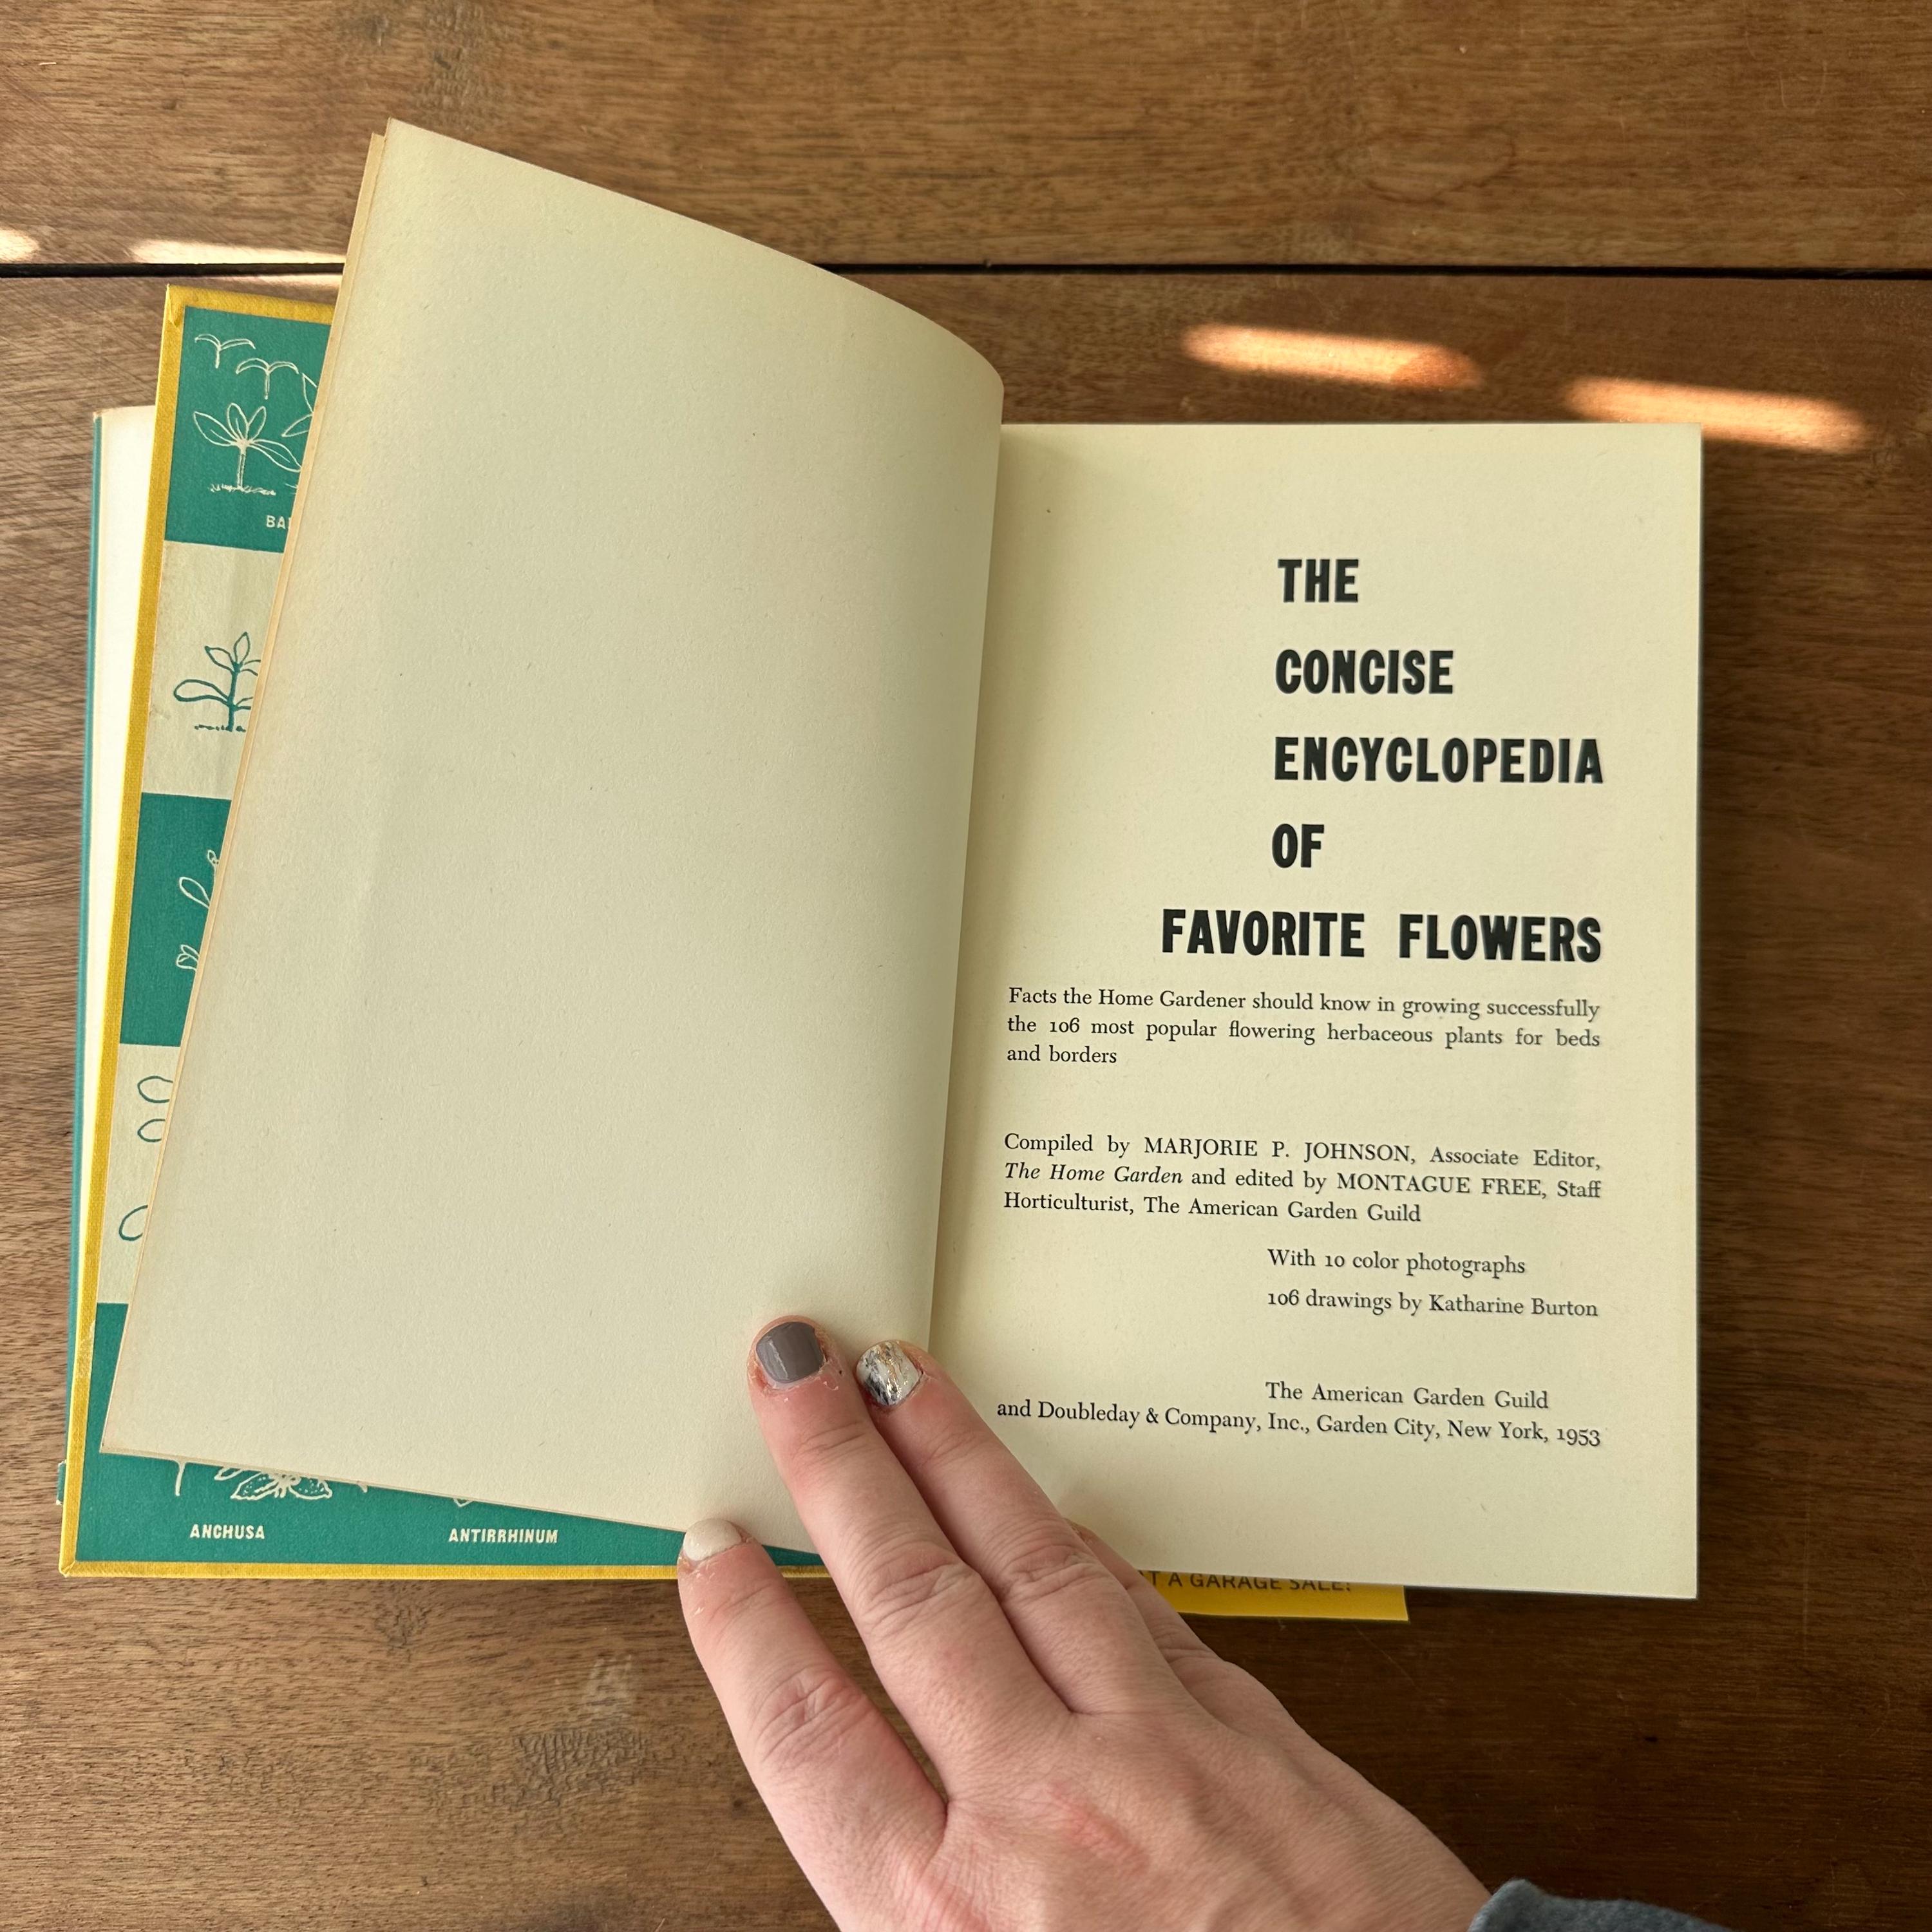 ANCHUSA
ANTIRRHINUM
THE
CONCISE
ENCYCLOPEDIA
OF
FAVORITE FLOWERS
Facts the Home Gardener should know in growing successfully
the 106 most popular flowering herbaceous plants for beds
and borders
Compiled by MARJORIE P. JOHNSON, Associate Editor,
The Home Garden and edited by MONTAGUE FREE, Staff
Horticulturist, The American Garden Guild
With 10 color photographs
106 drawings by Katharine Burton
The American Garden Guild
and Doubleday & Company, Inc., Garden City, New York, 1953
A GARAGE SALE!